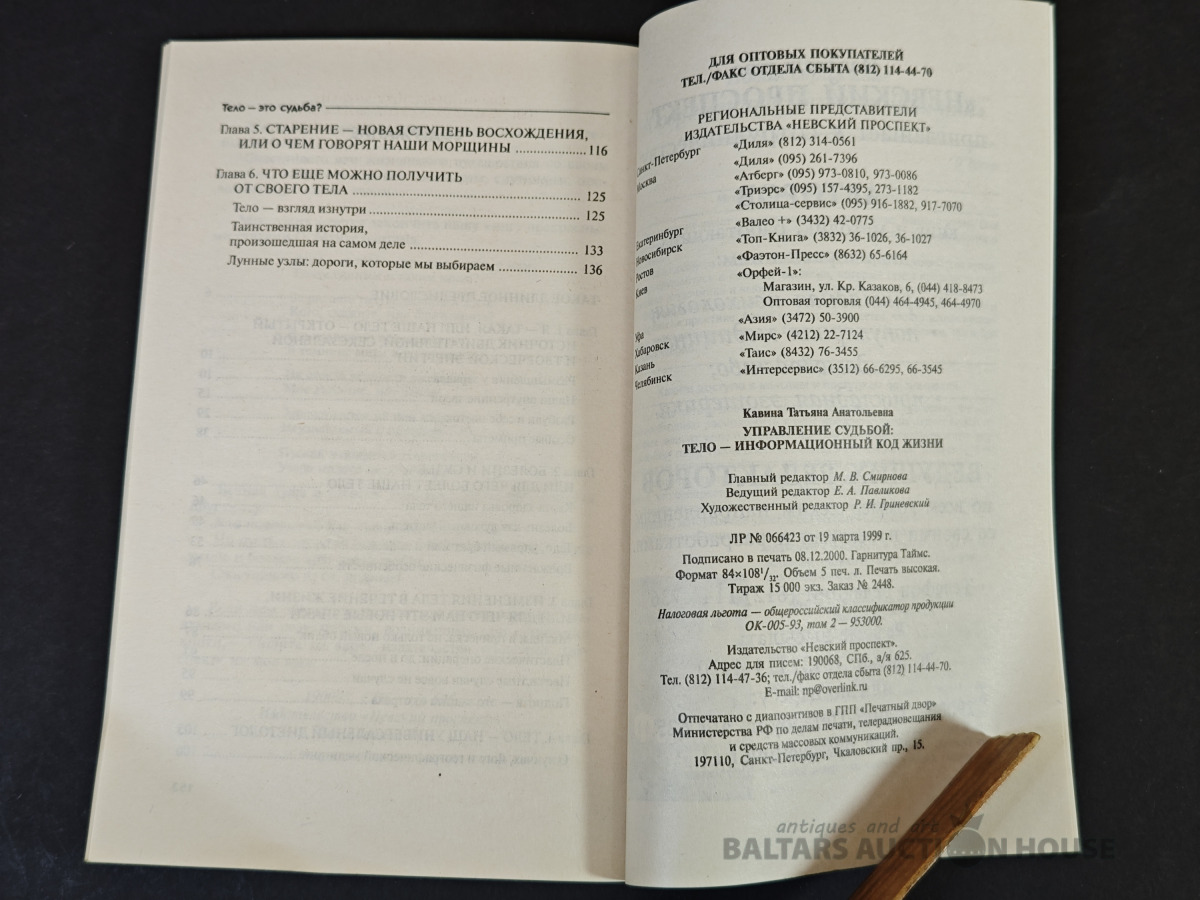 Тело — это судьба?
Глава 5. СТАРЕНИЕ — НОВАЯ СТУПЕНЬ ВОСХОЖДЕНИЯ,
ИЛИ О ЧЕМ ГОВОРЯТ НАШИ МОРЩИНЫ ..................116
Глава 6. ЧТО ЕЩЕ МОЖНО ПОЛУЧИТЬ
ОТ СВОЕГО ТЕЛА .................................................. 125
Тело — взгляд изнутри ............................................... 125
Таинственная история,
произошедшая на самом деле ........................................ 133
Лунные узлы: дороги, которые мы выбираем ..................... 136
ДЛЯ ОПТОВЫХ ПОКУПАТЕЛЕЙ
ТЕЛ./ФАКС ОТДЕЛА СБЫТА (812) 114-44-70
РЕГИОНАЛЬНЫЕ ПРЕДСТАВИТЕЛИ
ИЗДАТЕЛЬСТВА «НЕВСКИЙ ПРОСПЕКТ»
Санкт-Петербург «Диля» (812) 314-0561
Москва «Диля» (095) 261-7396
«Атберг» (095) 973-0810, 973-0086
«Триэрс» (095) 157-4395, 273-1182
«Столица-сервис» (095) 916-1882, 917-7070
Екатеринбург «Валео +» (3432) 42-0775
Новосибирск «Топ-Книга» (3832) 36-1026, 36-1027
Ростов «Фаэтон-Пресс» (8632) 65-6164
Киев «Орфей-1»:
Магазин, ул. Кр. Казаков, 6, (044) 418-8473
Оптовая торговля (044) 464-4945, 464-4970
Уфа «Азия» (3472) 50-3900
Хабаровск «Мирс» (4212) 22-7124
Казань «Таис» (8432) 76-3455
Челябинск «Интерсервис» (3512) 66-6295, 66-3545
Кавина Татьяна Анатольевна
УПРАВЛЕНИЕ СУДЬБОЙ:
ТЕЛО — ИНФОРМАЦИОННЫЙ КОД ЖИЗНИ
Главный редактор М. В. Смирнова
Ведущий редактор Е. А. Павликова
Художественный редактор Р. И. Гриневский
ЛР № 066423 от 19 марта 1999 г.
Подписано в печать 08.12.2000. Гарнитура Таймс.
Формат 84×108¹/₃₂. Объем 5 печ. л. Печать высокая.
Тираж 15 000 экз. Заказ № 2448.
Налоговая льгота — общероссийский классификатор продукции
ОК-005-93, том 2 — 953000.
Издательство «Невский проспект».
Адрес для писем: 190068, СПб., а/я 625.
Тел. (812) 114-47-36; тел./факс отдела сбыта (812) 114-44-70.
E-mail: np@overlink.ru
Отпечатано с диапозитивов в ГПП «Печатный двор»
Министерства РФ по делам печати, телерадиовещания
и средств массовых коммуникаций.
197110, Санкт-Петербург, Чкаловский пр., 15.
antiques and art
BALTARS AUCTION HOUSE